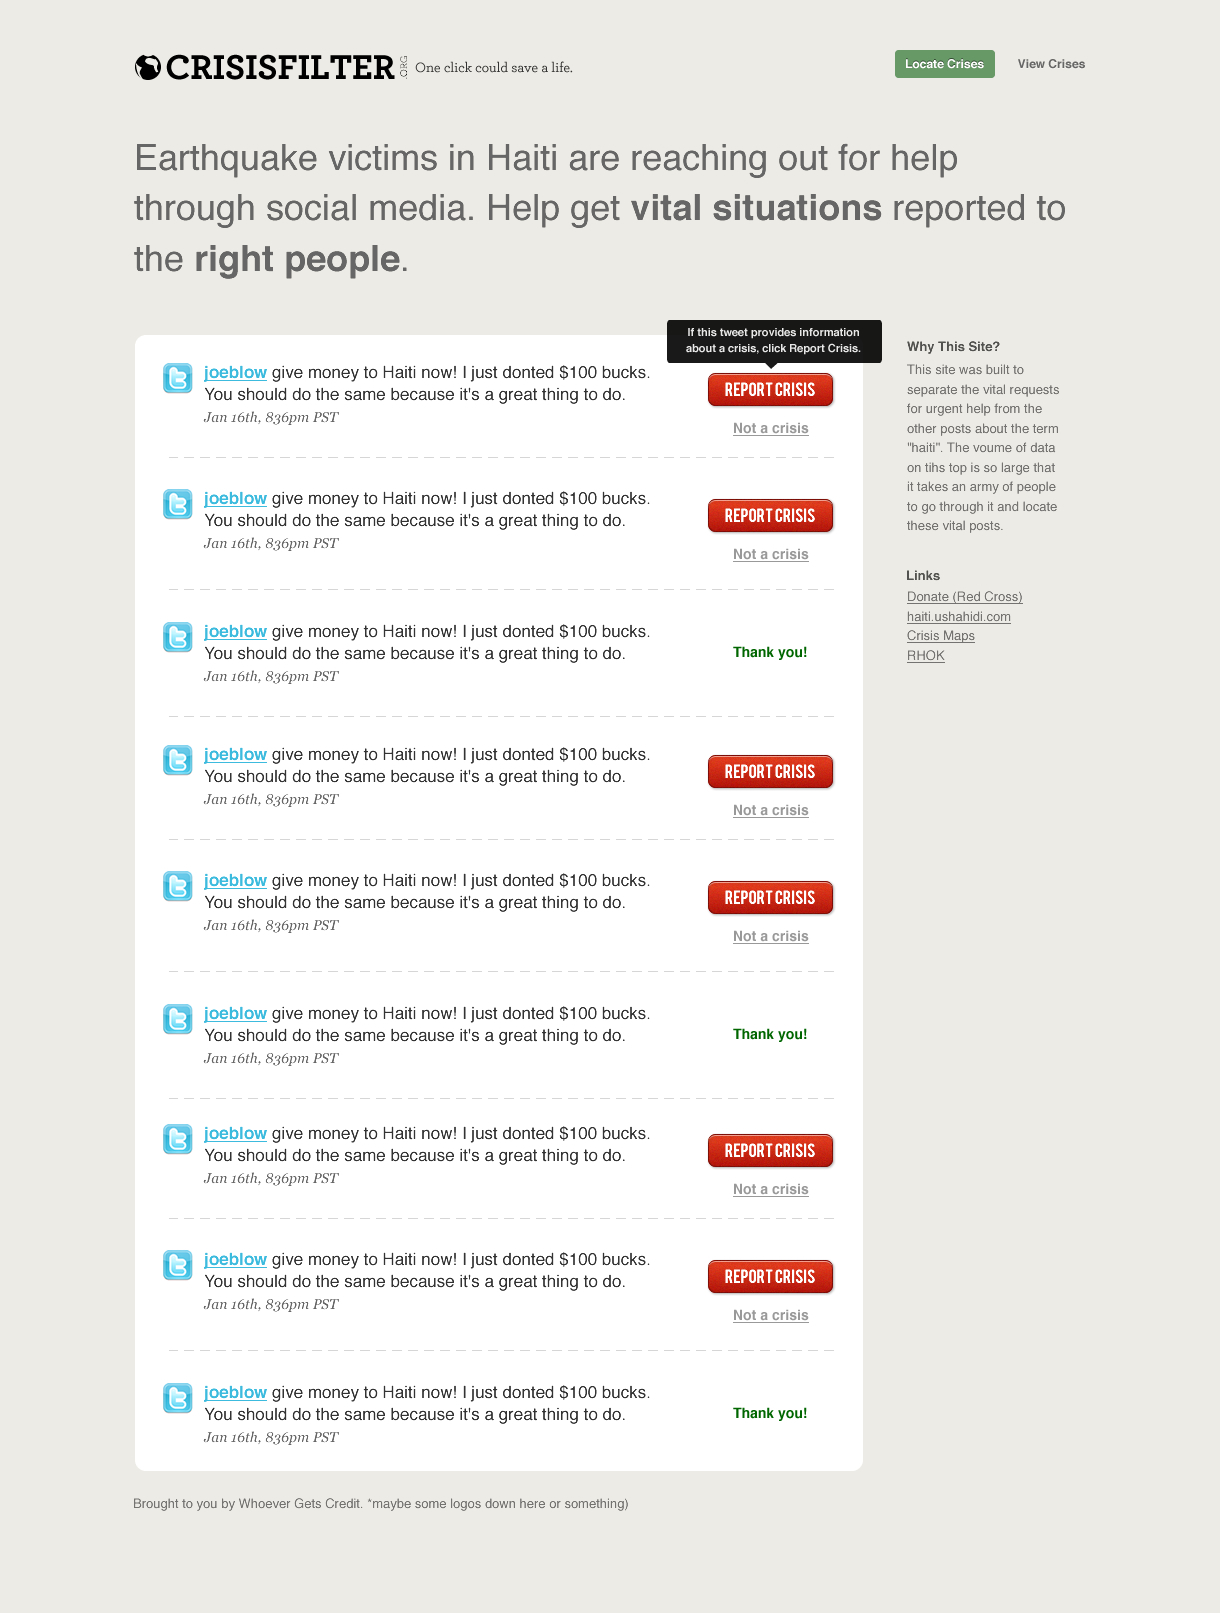 CRISISFILTER .ORG One click could save a life.
Locate Crises
View Crises
Earthquake victims in Haiti are reaching out for help
through social media. Help get vital situations reported to
the right people.
If this tweet provides information
about a crisis, click Report Crisis.
joeblow give money to Haiti now! I just donted $100 bucks.
You should do the same because it's a great thing to do.
Jan 16th, 836pm PST
REPORT CRISIS
Not a crisis
joeblow give money to Haiti now! I just donted $100 bucks.
You should do the same because it's a great thing to do.
Jan 16th, 836pm PST
REPORT CRISIS
Not a crisis
joeblow give money to Haiti now! I just donted $100 bucks.
You should do the same because it's a great thing to do.
Jan 16th, 836pm PST
Thank you!
joeblow give money to Haiti now! I just donted $100 bucks.
You should do the same because it's a great thing to do.
Jan 16th, 836pm PST
REPORT CRISIS
Not a crisis
joeblow give money to Haiti now! I just donted $100 bucks.
You should do the same because it's a great thing to do.
Jan 16th, 836pm PST
REPORT CRISIS
Not a crisis
joeblow give money to Haiti now! I just donted $100 bucks.
You should do the same because it's a great thing to do.
Jan 16th, 836pm PST
Thank you!
joeblow give money to Haiti now! I just donted $100 bucks.
You should do the same because it's a great thing to do.
Jan 16th, 836pm PST
REPORT CRISIS
Not a crisis
joeblow give money to Haiti now! I just donted $100 bucks.
You should do the same because it's a great thing to do.
Jan 16th, 836pm PST
REPORT CRISIS
Not a crisis
joeblow give money to Haiti now! I just donted $100 bucks.
You should do the same because it's a great thing to do.
Jan 16th, 836pm PST
Thank you!
Why This Site?
This site was built to
separate the vital requests
for urgent help from the
other posts about the term
"haiti". The voume of data
on tihs top is so large that
it takes an army of people
to go through it and locate
these vital posts.
Links
Donate (Red Cross)
haiti.ushahidi.com
Crisis Maps
RHOK
Brought to you by Whoever Gets Credit. *maybe some logos down here or something)